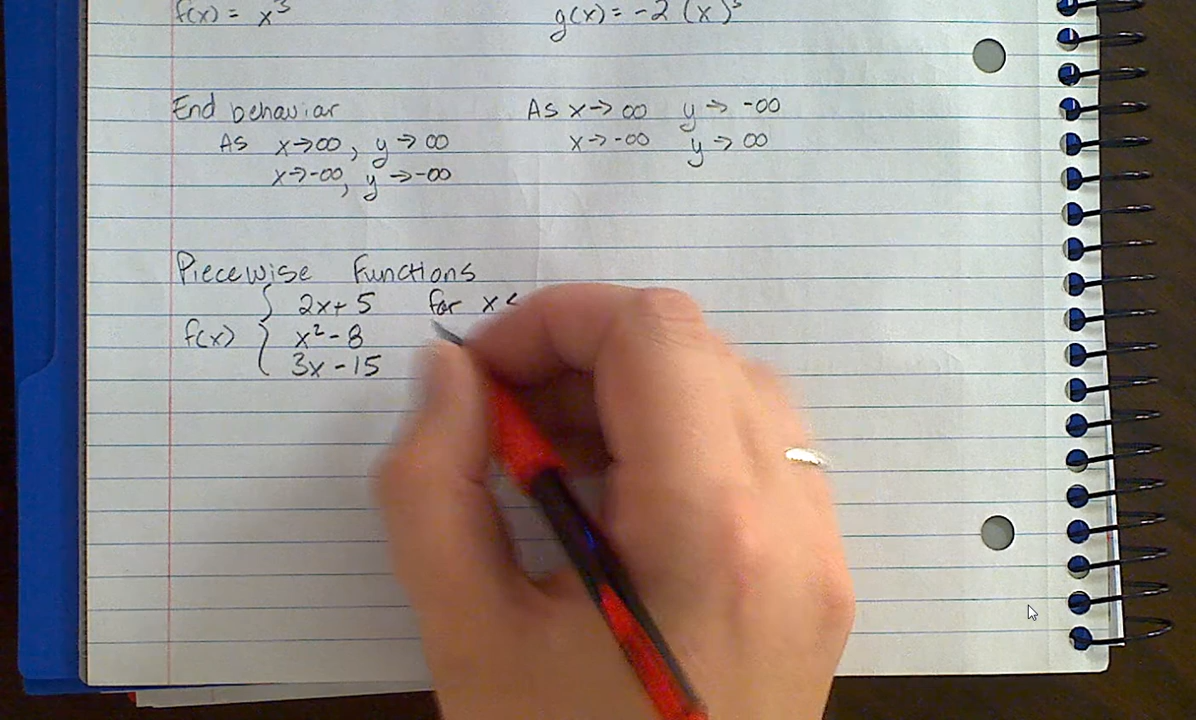 f(x) = x³ g(x) = -2 (x)³
End behavior As x→∞ y→ -∞
As x→∞, y→∞ x→-∞ y→ ∞
x→-∞, y→-∞
Piecewise Functions
2x+5 for x<
f(x) { x²-8
3x-15